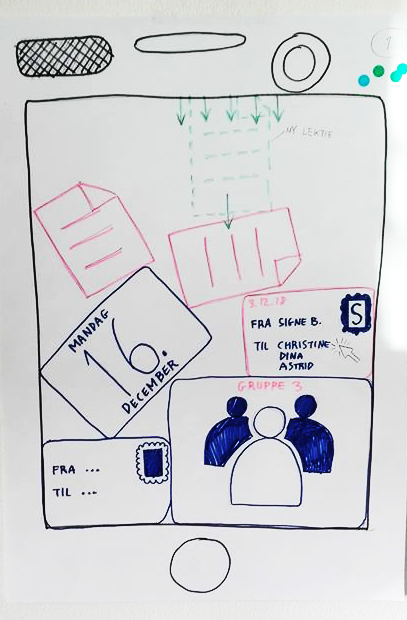 1
NY LEKTIE
3.12.18
FRA SIGNE B.
S
TIL CHRISTINE
DINA
ASTRID
MANDAG
16.
DECEMBER
GRUPPE 3
FRA ...
TIL ...